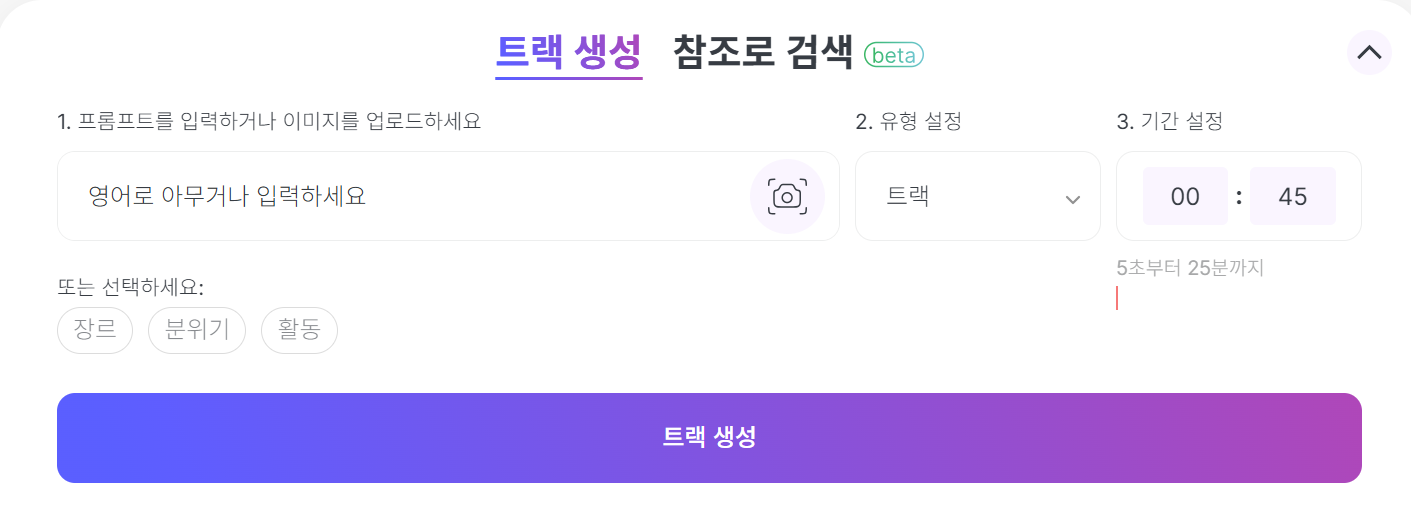 트랙 생성 참조로 검색 beta
1. 프롬프트를 입력하거나 이미지를 업로드하세요
영어로 아무거나 입력하세요
2. 유형 설정
트랙
3. 기간 설정
00 : 45
5초부터 25분까지
또는 선택하세요:
장르 분위기 활동
트랙 생성